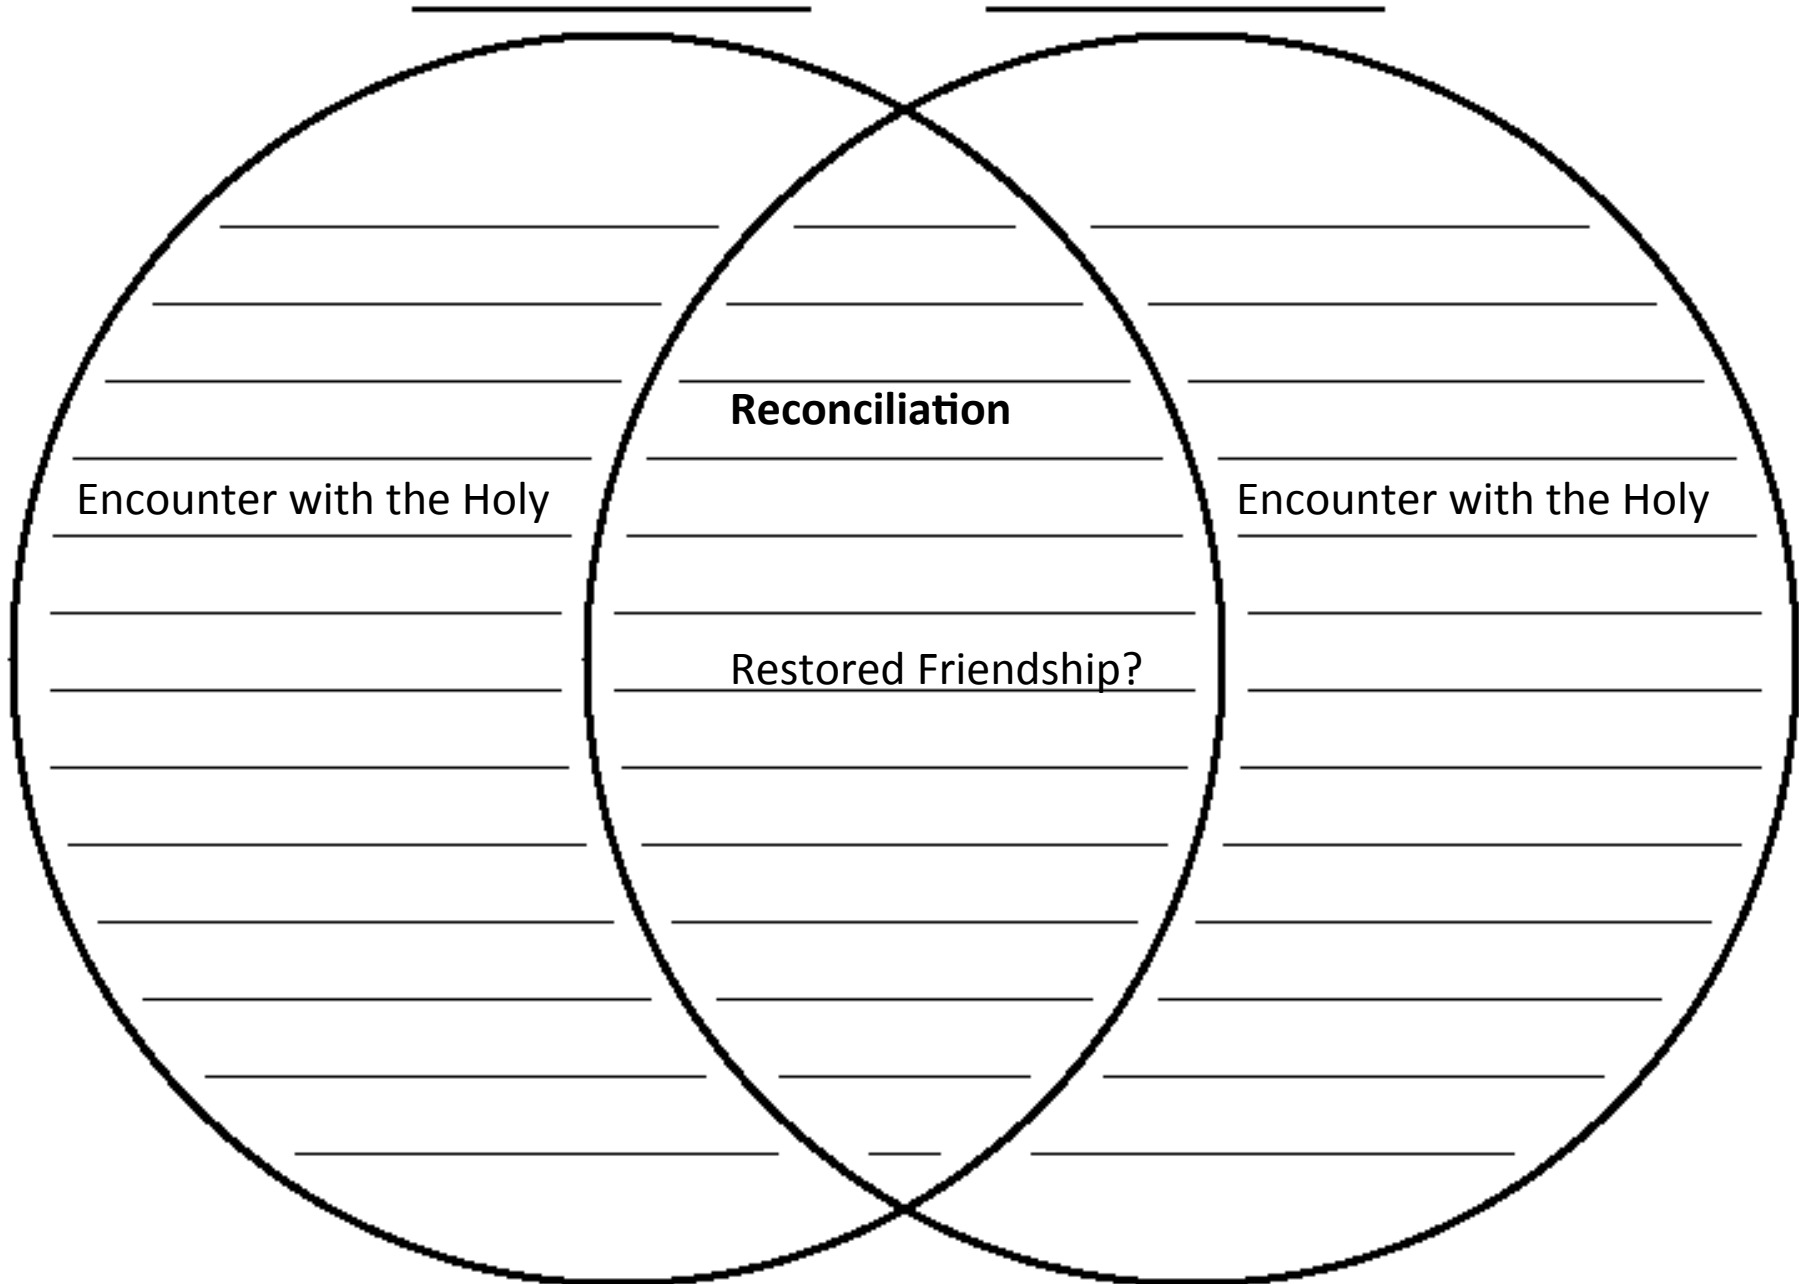 Reconciliation
Encounter with the Holy
Encounter with the Holy
Restored Friendship?